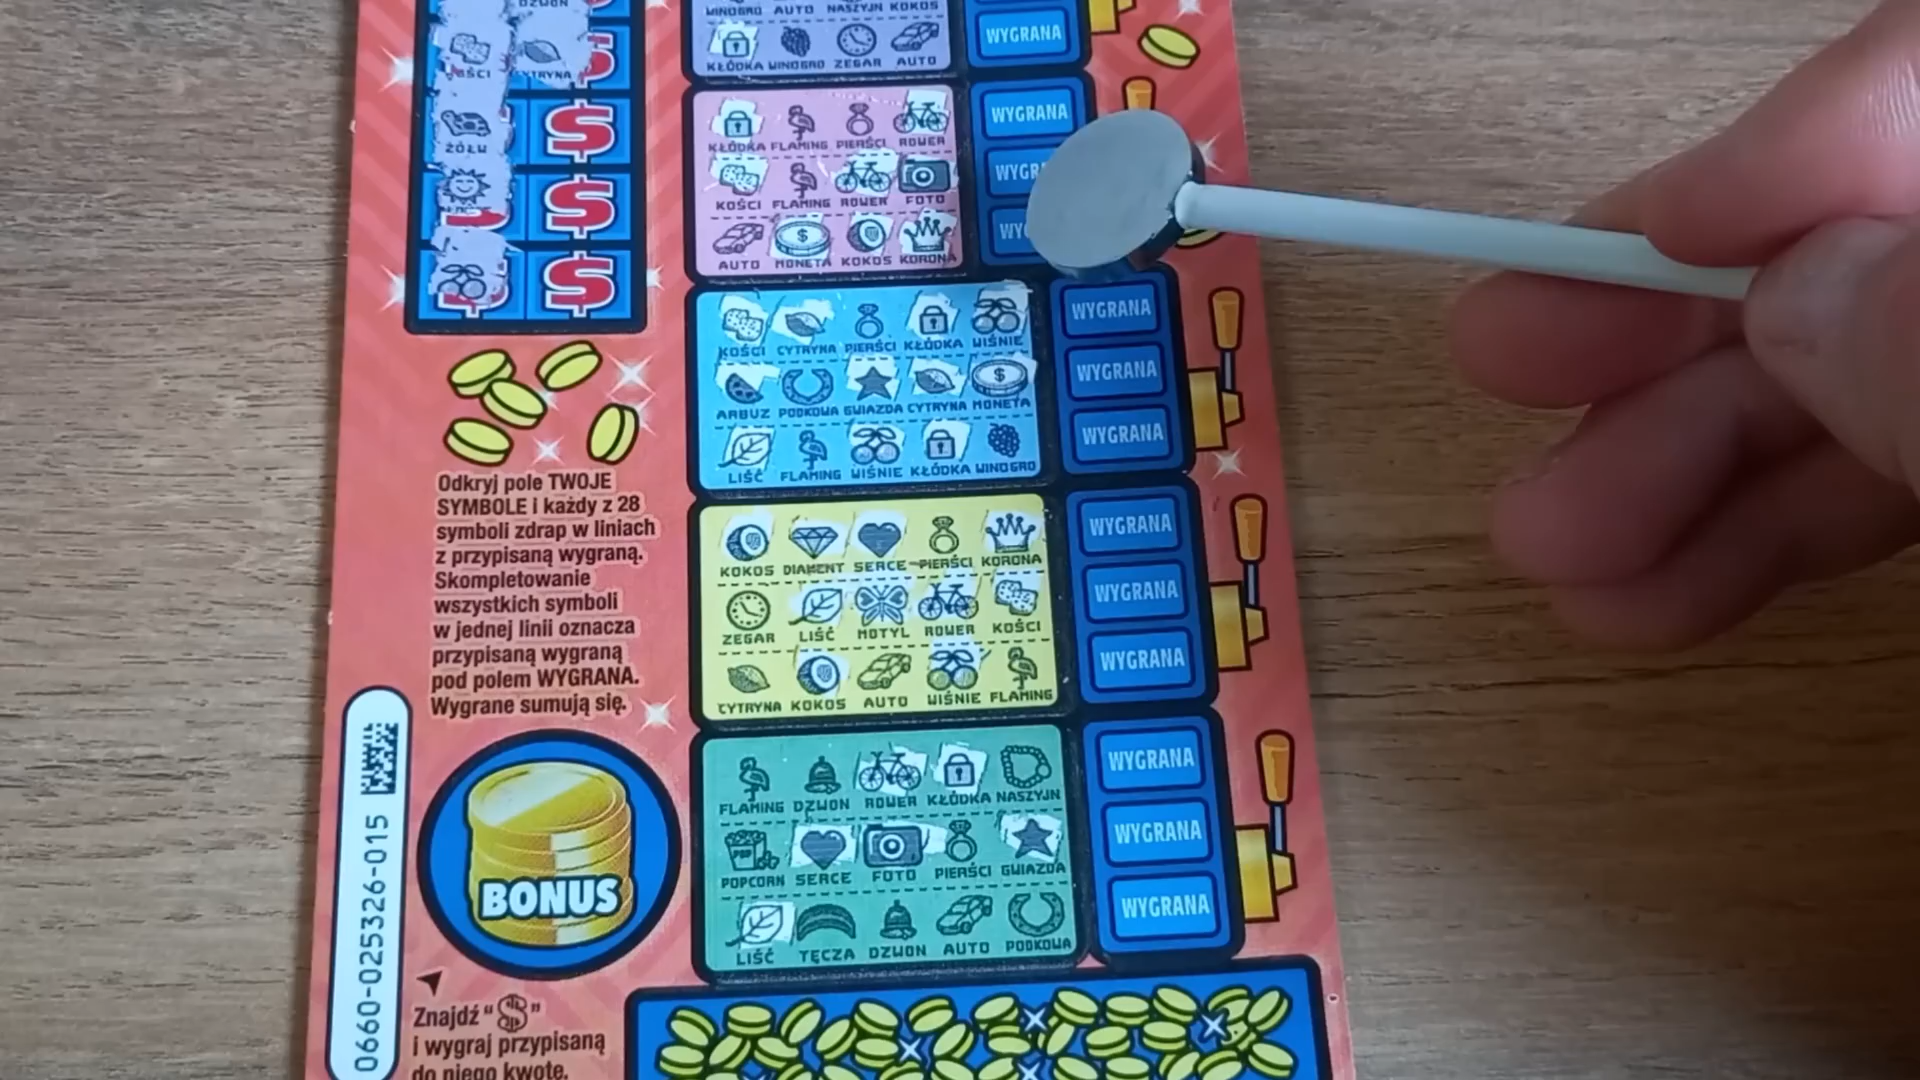 DZWON
KOŚCI CYTRYNA
ŻÓŁW
$
$
$
WINOGRO AUTO NASZYJN KOKOS
KŁÓDKA WINOGRO ZEGAR AUTO
WYGRANA
KŁÓDKA FLAMING PIERŚCI ROWER
WYGRANA
KOŚCI FLAMING ROWER FOTO
AUTO MONETA KOKOS KORONA
KOŚCI CYTRYNA PIERŚCI KŁÓDKA WIŚNIE
WYGRANA
ARBUZ PODKOWA GWIAZDA CYTRYNA MONETA
WYGRANA
LIŚĆ FLAMING WIŚNIE KŁÓDKA WINOGRO
WYGRANA
KOKOS DIAMENT SERCE PIERŚCI KORONA
WYGRANA
ZEGAR LIŚĆ MOTYL ROWER KOŚCI
WYGRANA
CYTRYNA KOKOS AUTO WIŚNIE FLAMING
WYGRANA
FLAMING DZWON ROWER KŁÓDKA NASZYJN
WYGRANA
POPCORN SERCE FOTO PIERŚCI GWIAZDA
WYGRANA
LIŚĆ TĘCZA DZWON AUTO PODKOWA
WYGRANA
Odkryj pole TWOJE
SYMBOLE i każdy z 28
symboli zdrap w liniach
z przypisaną wygraną.
Skompletowanie
wszystkich symboli
w jednej linii oznacza
przypisaną wygraną
pod polem WYGRANA.
Wygrane sumują się.
0660-025326-015
BONUS
Znajdź "$"
i wygraj przypisaną
do niego kwotę.